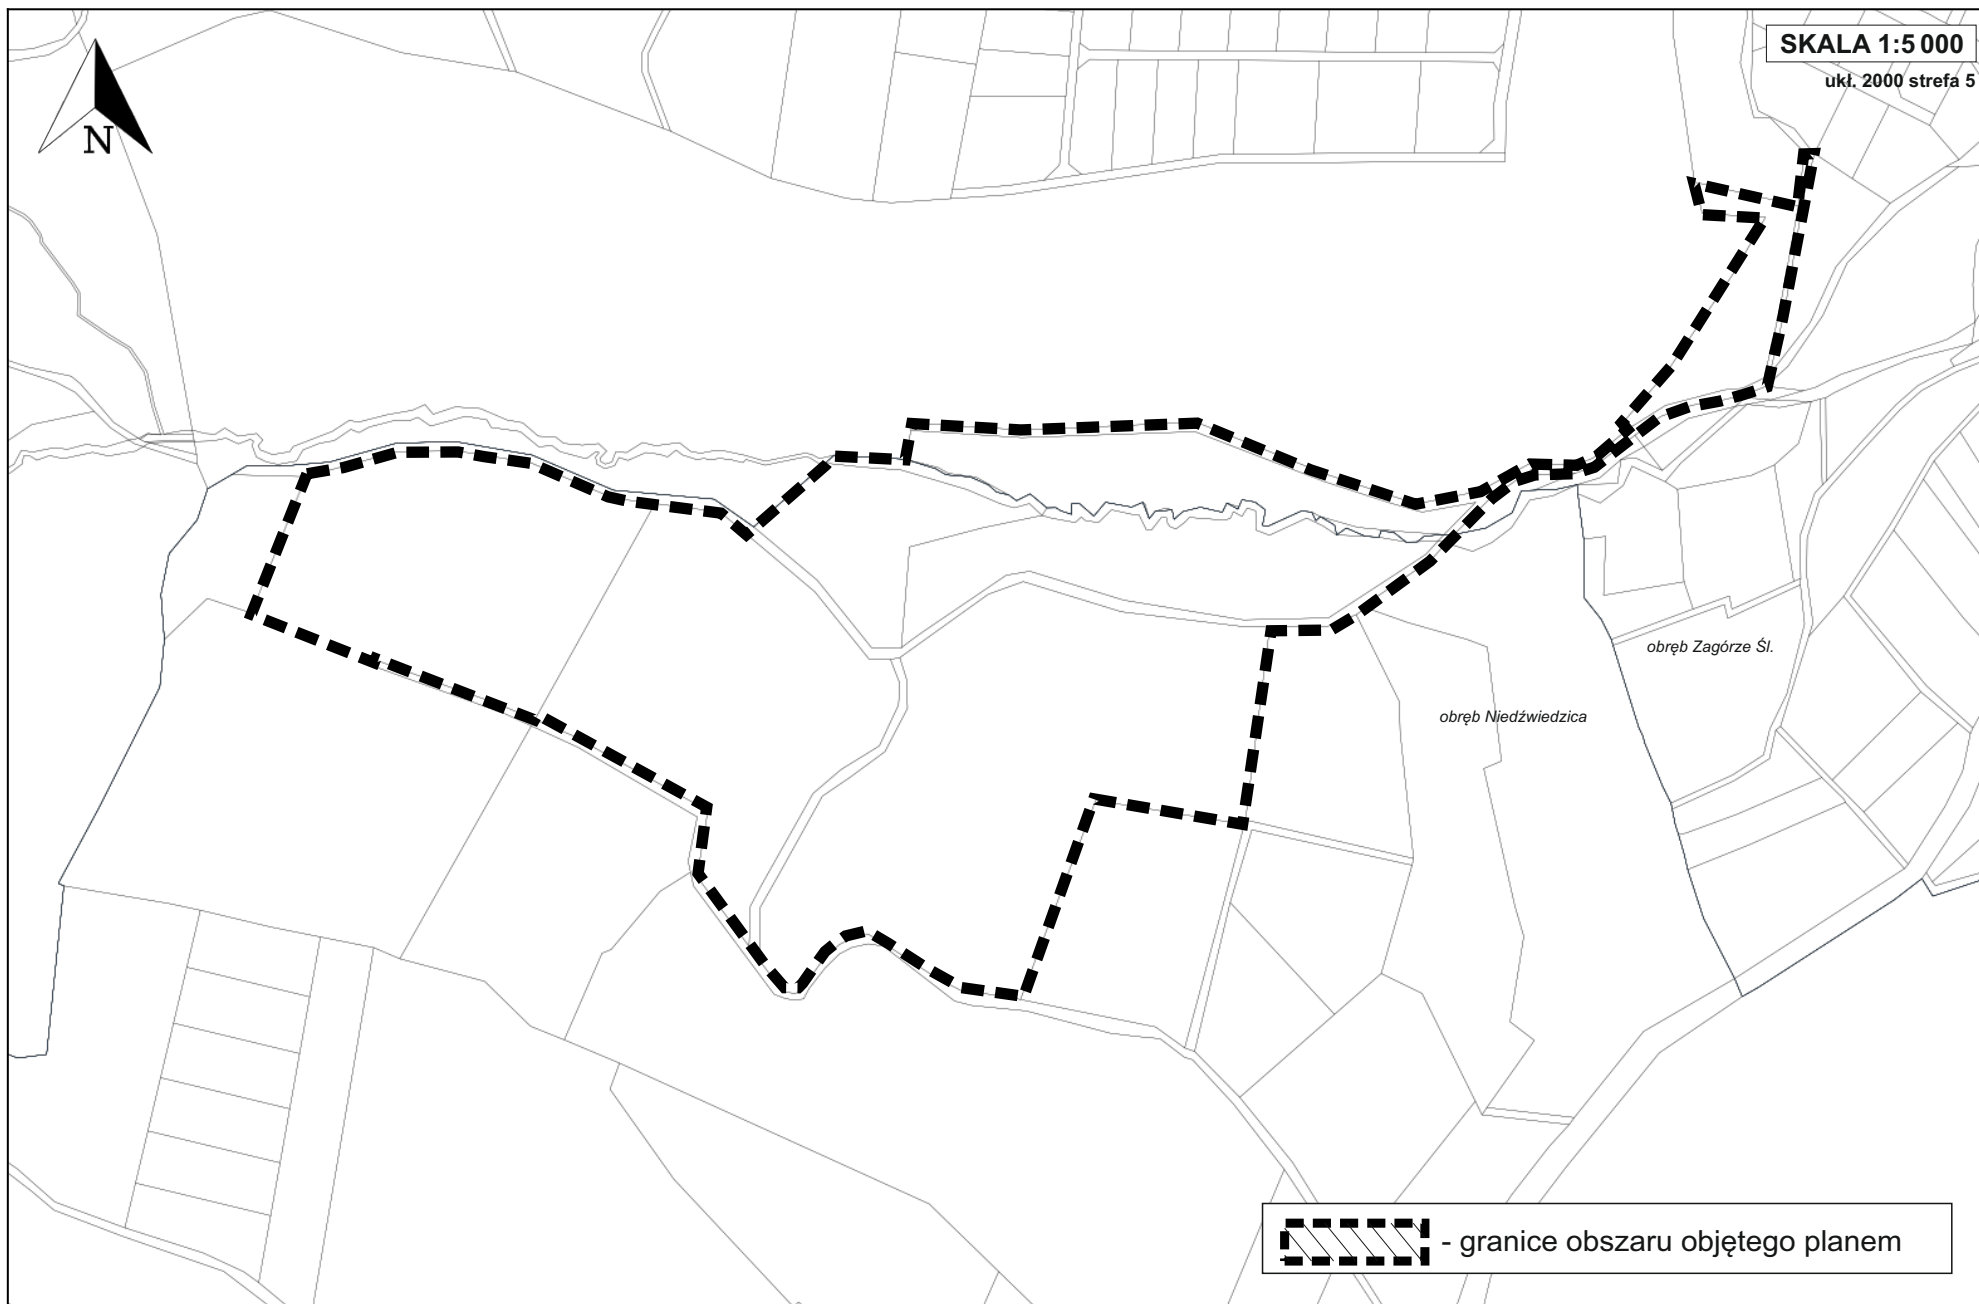 SKALA 1:5 000
ukł. 2000 strefa 5
N
obręb Zagórze Śl.
obręb Niedźwiedzica
- granice obszaru objętego planem